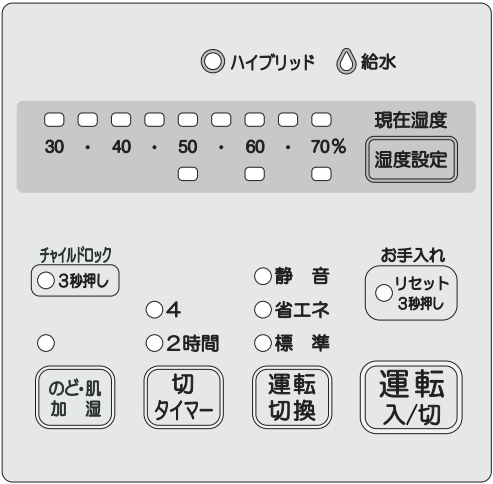 ハイブリッド 給水
現在湿度
30 ・ 40 ・ 50 ・ 60 ・ 70%
湿度設定
チャイルドロック
3秒押し
お手入れ
リセット
3秒押し
静 音
4
省エネ
2時間
標 準
のど・肌
加 湿
切
タイマー
運転
切換
運転
入/切